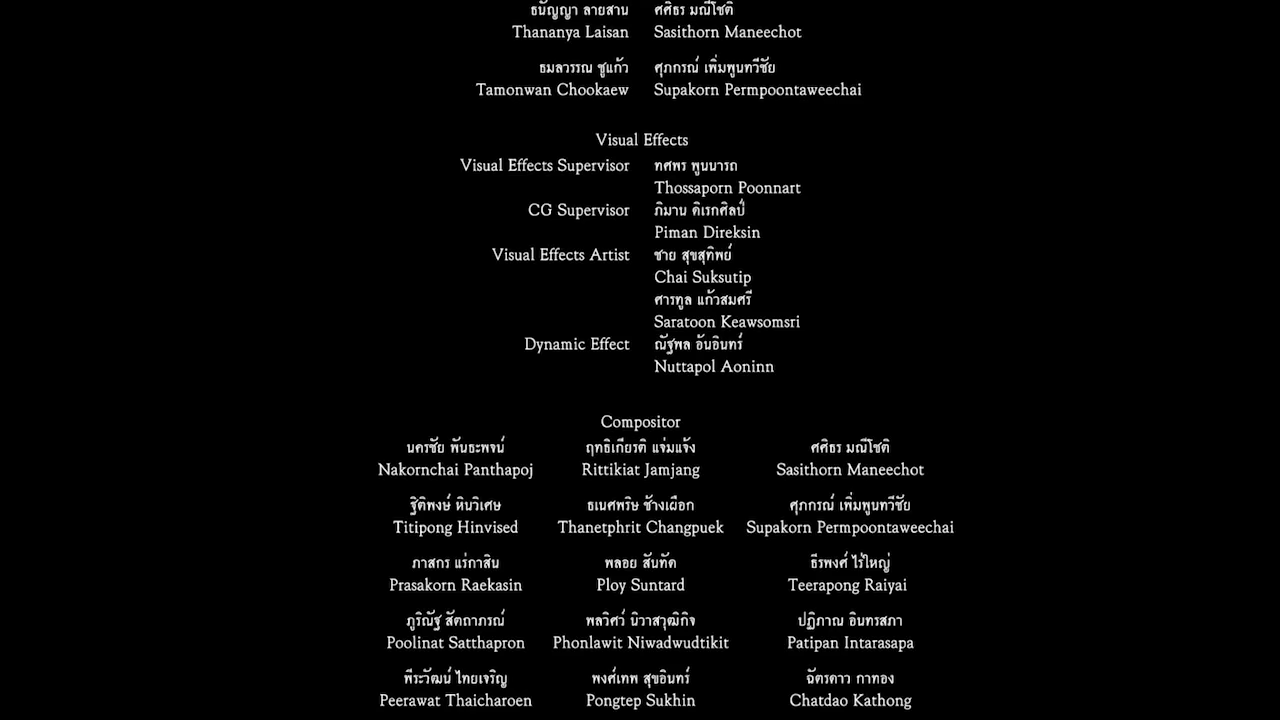 ธนัญญา ลายสาน ศศิธร มณีโชติ
Thananya Laisan Sasithorn Maneechot
ธมลวรรณ ชูแก้ว ศุภกรณ์ เพิ่มพูนทวีชัย
Tamonwan Chookaew Supakorn Permpoontaweechai
Visual Effects
Visual Effects Supervisor ทศพร พูนนารถ
Thossaporn Poonnart
CG Supervisor ภิมาน ดิเรกศิลป์
Piman Direksin
Visual Effects Artist ชาย สุขสุทิพย์
Chai Suksutip
ศารทูล แก้วสมศรี
Saratoon Keawsomsri
Dynamic Effect ณัฐพล อันอินทร์
Nuttapol Aoninn
Compositor
นครชัย พันธะพจน์ ฤทธิเกียรติ แจ่มแจ้ง ศศิธร มณีโชติ
Nakornchai Panthapoj Rittikiat Jamjang Sasithorn Maneechot
ฐิติพงษ์ หินวิเศษ ธเนศพริษ ช้างเผือก ศุภกรณ์ เพิ่มพูนทวีชัย
Titipong Hinvised Thanetphrit Changpuek Supakorn Permpoontaweechai
ภาสกร แร่กาสิน พลอย สันทัด ธีรพงศ์ ไร่ใหญ่
Prasakorn Raekasin Ploy Suntard Teerapong Raiyai
ภูริณัฐ สัตถาภรณ์ พลวิศว์ นิวาสวุฒิกิจ ปฏิภาณ อินทรสภา
Poolinat Satthapron Phonlawit Niwadwudtikit Patipan Intarasapa
พีระวัฒน์ ไทยเจริญ พงศ์เทพ สุขอินทร์ ฉัตรดาว กาทอง
Peerawat Thaicharoen Pongtep Sukhin Chatdao Kathong